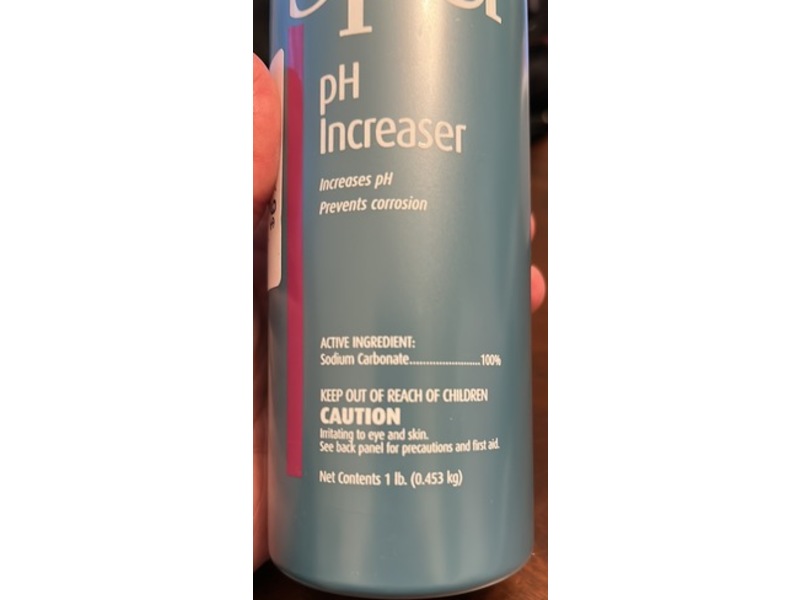 pH
Increaser
Increases pH
Prevents corrosion
ACTIVE INGREDIENT:
Sodium Carbonate........................100%
KEEP OUT OF REACH OF CHILDREN
CAUTION
Irritating to eye and skin.
See back panel for precautions and first aid.
Net Contents 1 lb. (0.453 kg)